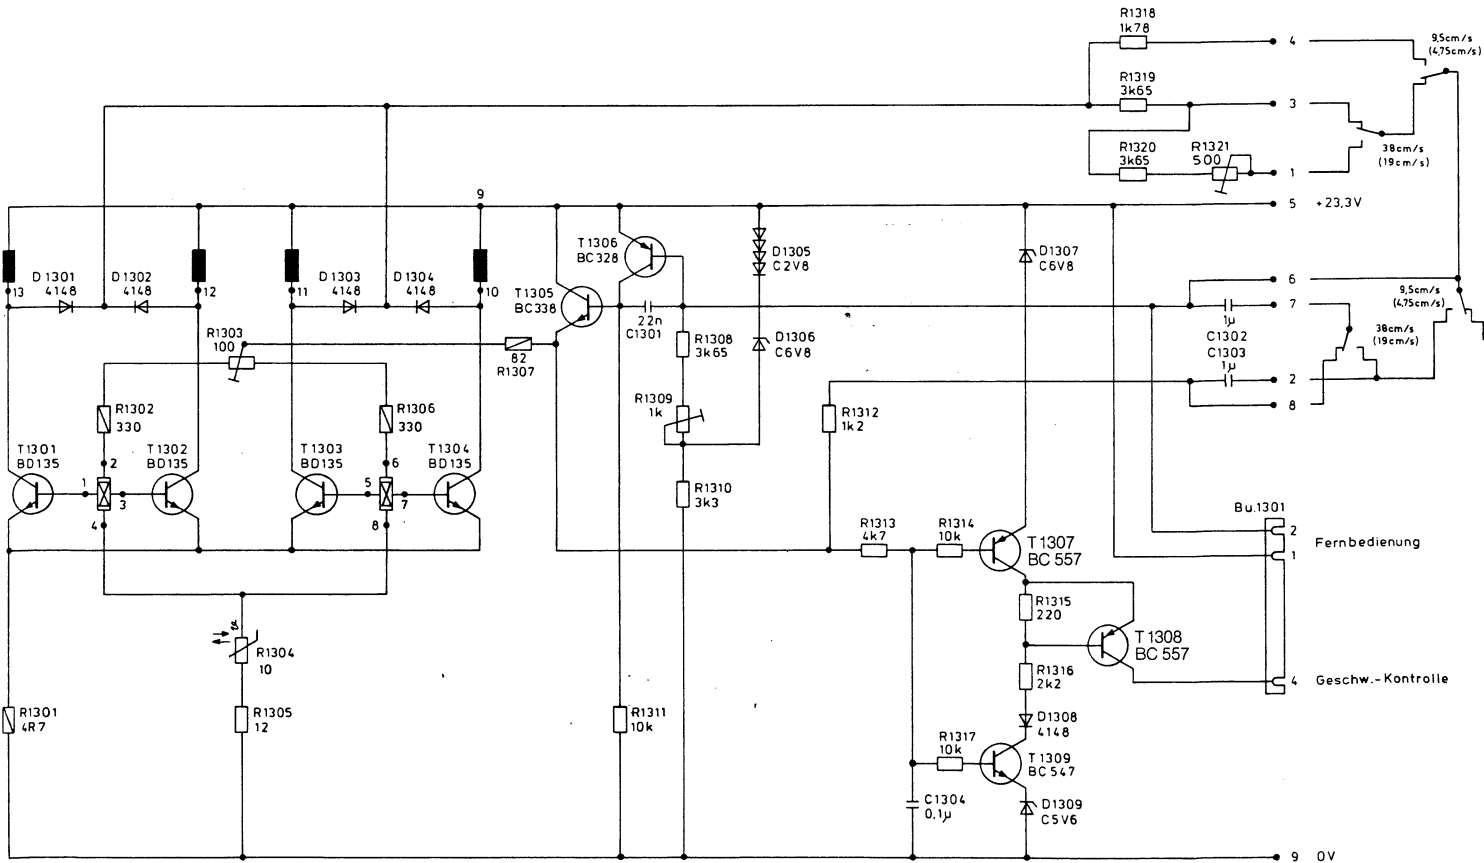 R1318
1k78
4
9,5cm/s
(4,75cm/s)
R1319
3k65
3
R1320
3k65
R1321
500
1
38cm/s
(19cm/s)
9
5 +23,3V
T1306
BC328
D1305
C2V8
D1307
C6V8
D1301
4148
D1302
4148
D1303
4148
D1304
4148
13
12
11
10
T1305
BC338
6
7
9,5cm/s
(4,75cm/s)
22n
C1301
1µ
C1302
C1303
1µ
38cm/s
(19cm/s)
R1303
100
82
R1307
R1308
3k65
D1306
C6V8
2
8
R1302
330
R1306
330
R1309
1k
R1312
1k2
T1301
BD135
T1302
BD135
T1303
BD135
T1304
BD135
2
6
1
3
5
7
4
8
R1310
3k3
Bu.1301
R1313
4k7
R1314
10k
T1307
BC 557
2
1
Fernbedienung
R1315
220
T1308
BC 557
R1304
10
R1316
2k2
4 Geschw.-Kontrolle
R1301
4R7
R1305
12
R1311
10k
D1308
4148
R1317
10k
T1309
BC547
C1304
0,1µ
D1309
C5V6
9 0V